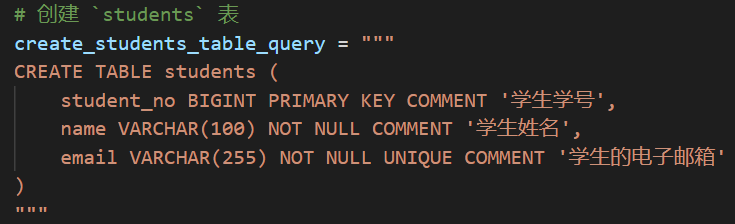 # 创建 `students` 表
create_students_table_query = """
CREATE TABLE students (
    student_no BIGINT PRIMARY KEY COMMENT '学生学号',
    name VARCHAR(100) NOT NULL COMMENT '学生姓名',
    email VARCHAR(255) NOT NULL UNIQUE COMMENT '学生的电子邮箱'
)
"""